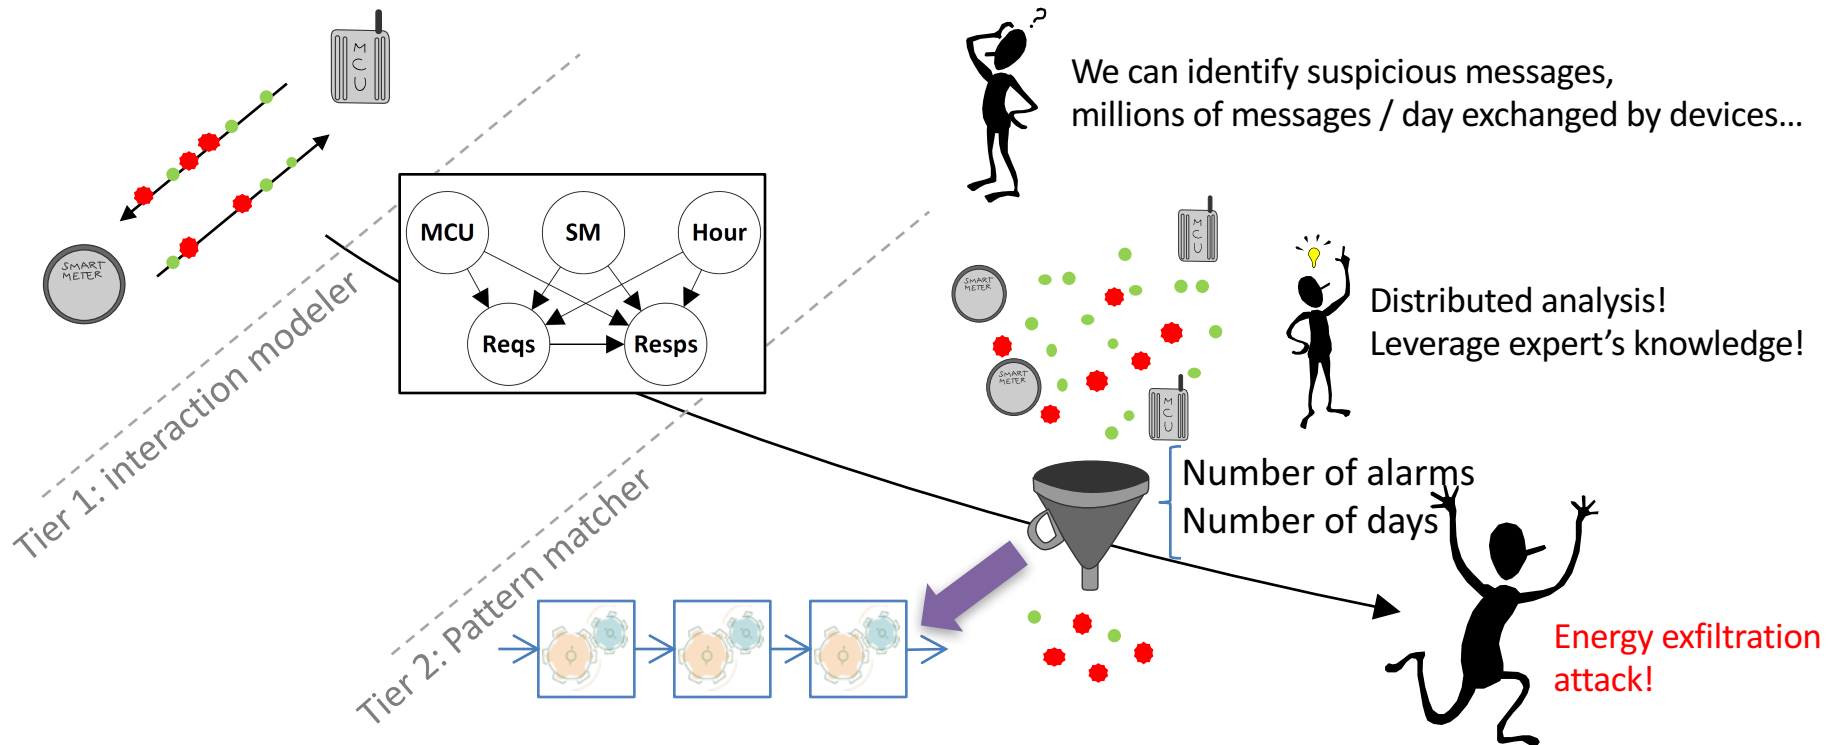 MCU
We can identify suspicious messages,
millions of messages / day exchanged by devices...
SMART
METER
Tier 1: interaction modeler
MCU
SM
Hour
Reqs
Resps
MCU
SMART
METER
SMART
METER
MCU
Distributed analysis!
Leverage expert's knowledge!
Tier 2: Pattern matcher
Number of alarms
Number of days
Energy exfiltration
attack!